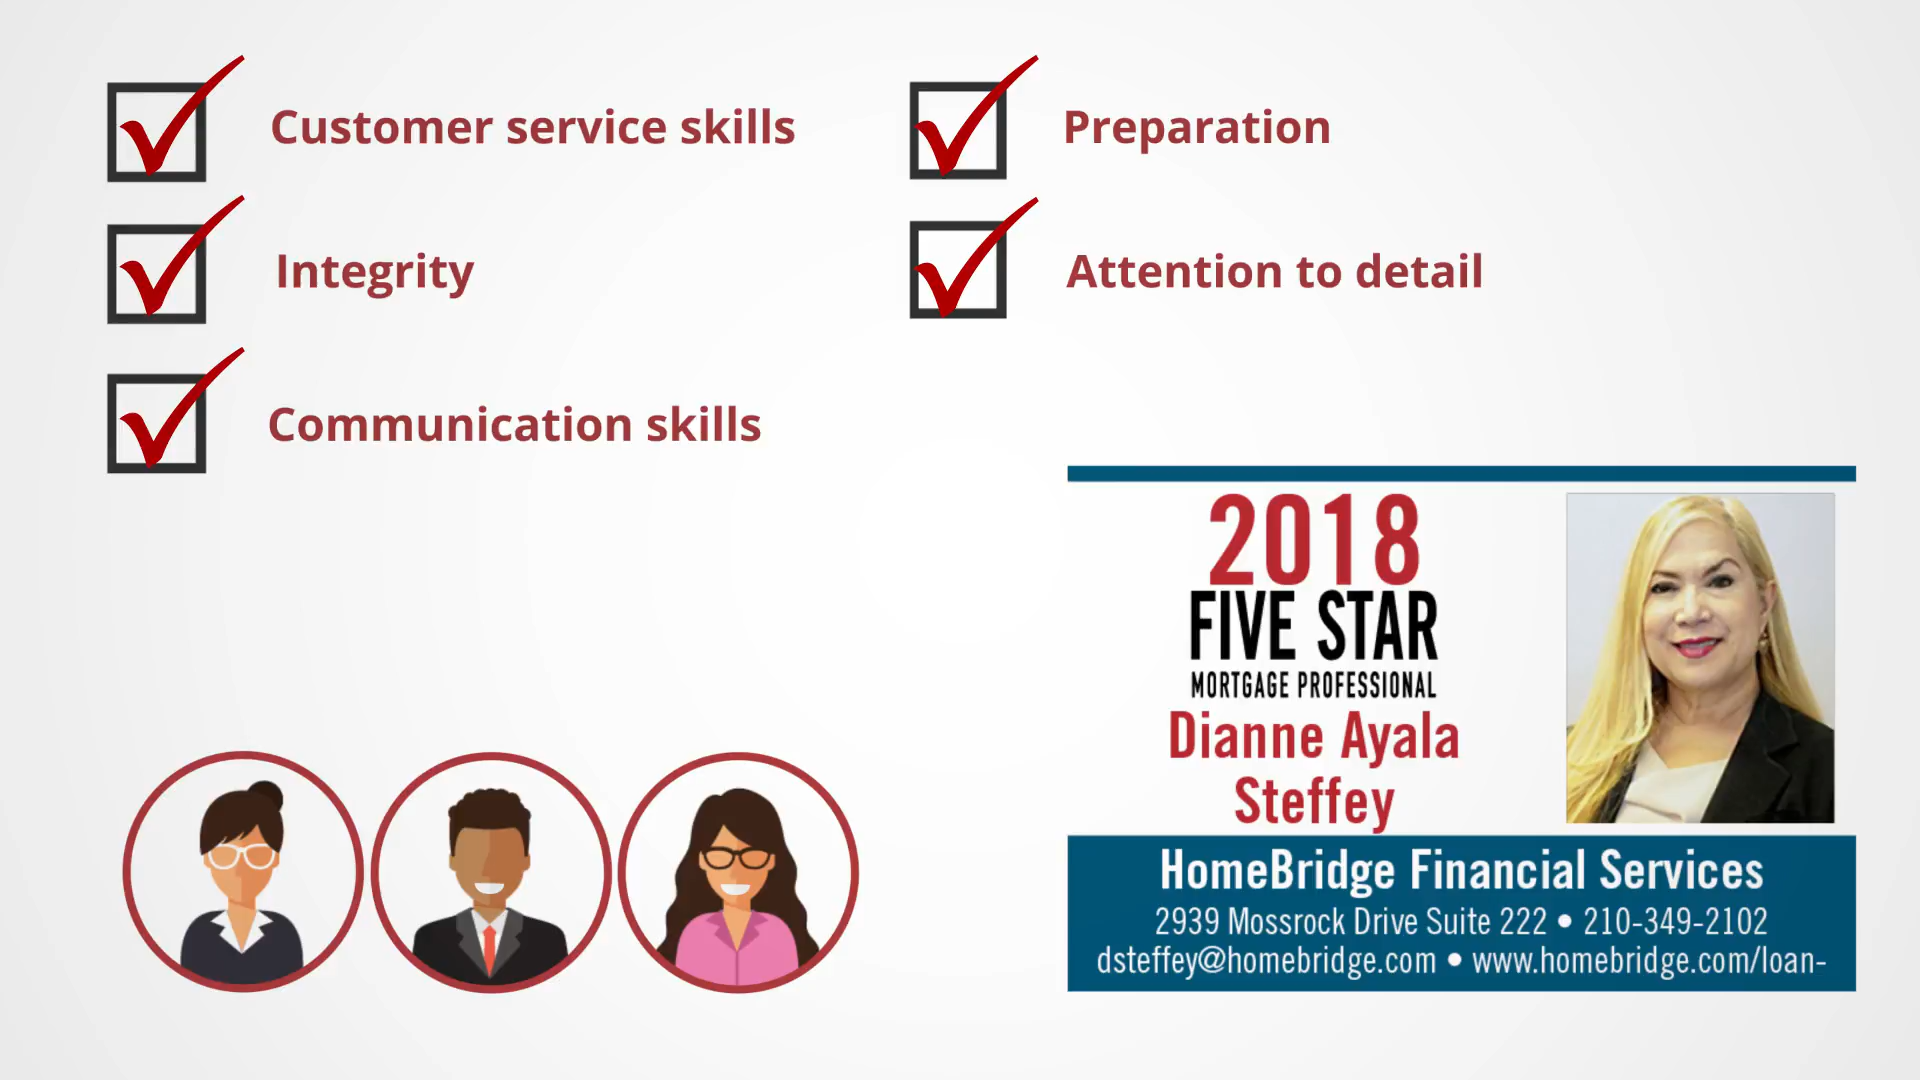 Customer service skills
Integrity
Communication skills
Preparation
Attention to detail
2018
FIVE STAR
MORTGAGE PROFESSIONAL
Dianne Ayala
Steffey
HomeBridge Financial Services
2939 Mossrock Drive Suite 222 • 210-349-2102
dsteffey@homebridge.com • www.homebridge.com/loan-